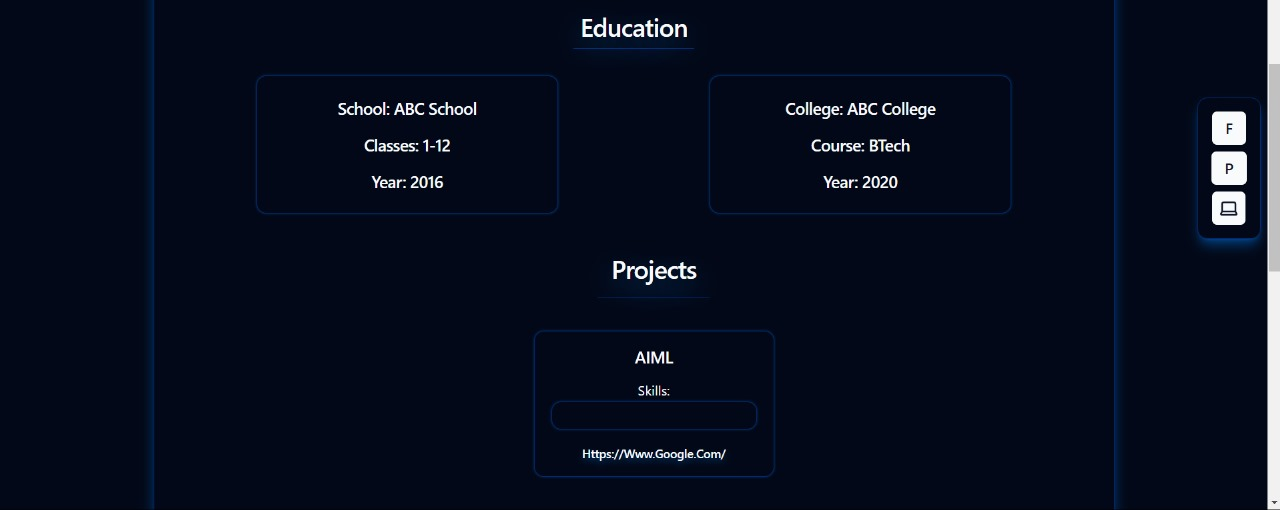 Education
School: ABC School
Classes: 1-12
Year: 2016
College: ABC College
Course: BTech
Year: 2020
F
P
Projects
AIML
Skills:
Https://Www.Google.Com/